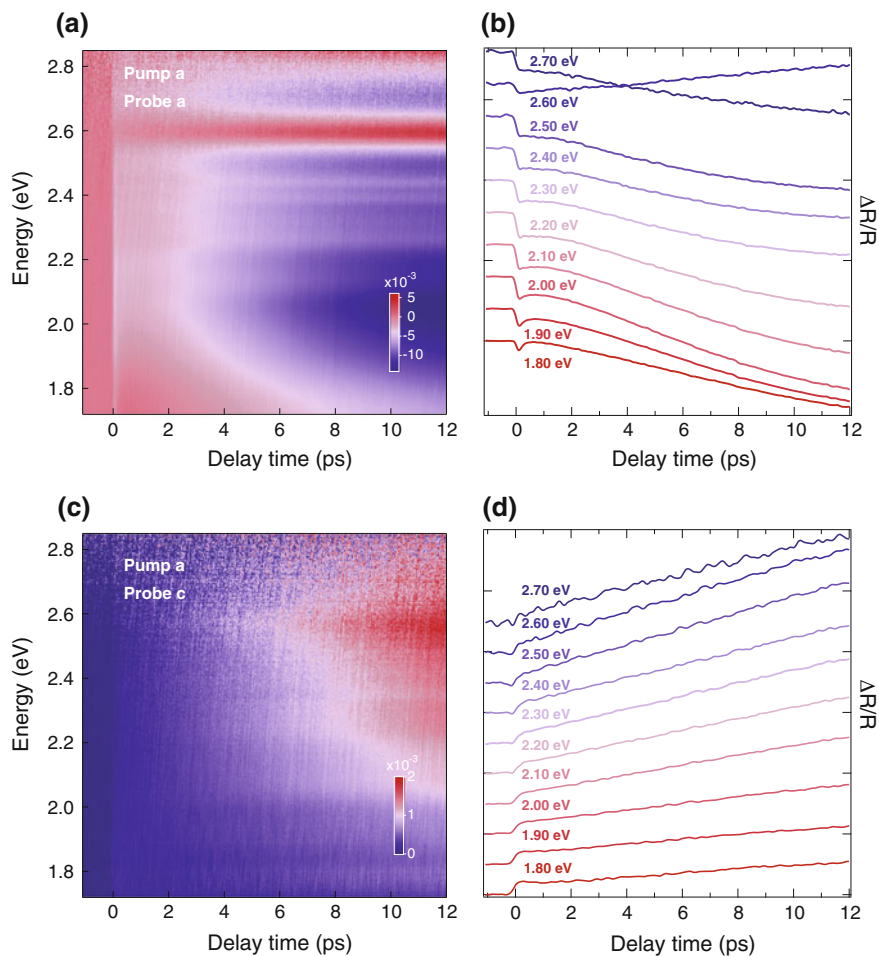 (a)
Pump a
Probe a
Energy (eV)
2.8
2.6
2.4
2.2
2.0
1.8
x10⁻³
5
0
-5
-10
0 2 4 6 8 10 12
Delay time (ps)
(b)
2.70 eV
2.60 eV
2.50 eV
2.40 eV
2.30 eV
2.20 eV
2.10 eV
2.00 eV
1.90 eV
1.80 eV
ΔR/R
0 2 4 6 8 10 12
Delay time (ps)
(c)
Pump a
Probe c
Energy (eV)
2.8
2.6
2.4
2.2
2.0
1.8
x10⁻³
2
1
0
0 2 4 6 8 10 12
Delay time (ps)
(d)
2.70 eV
2.60 eV
2.50 eV
2.40 eV
2.30 eV
2.20 eV
2.10 eV
2.00 eV
1.90 eV
1.80 eV
ΔR/R
0 2 4 6 8 10 12
Delay time (ps)